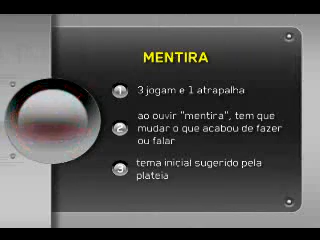 MENTIRA
1 3 jogam e 1 atrapalha
2 ao ouvir "mentira", tem que
mudar o que acabou de fazer
ou falar
3 tema inicial sugerido pela
plateia